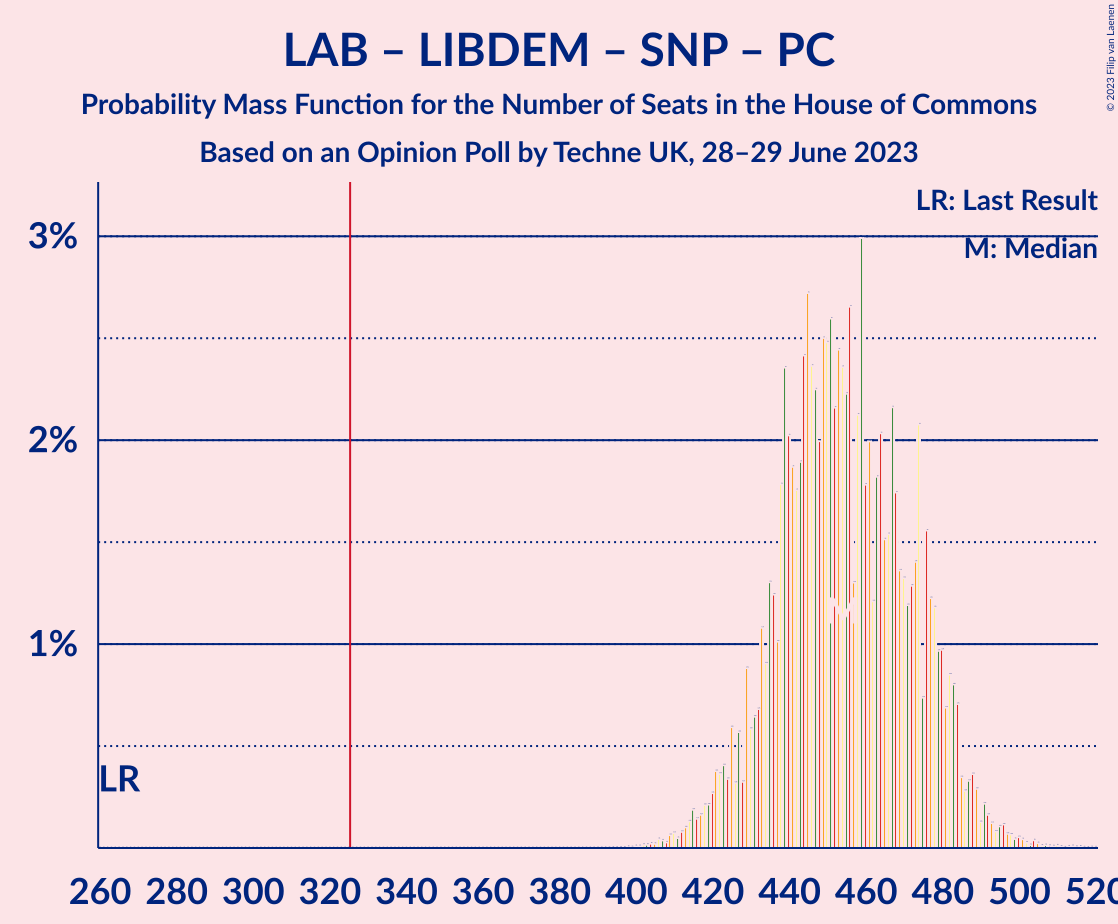 LAB – LIBDEM – SNP – PC
Probability Mass Function for the Number of Seats in the House of Commons
Based on an Opinion Poll by Techne UK, 28–29 June 2023
© 2023 Filip van Laenen
LR: Last Result
M: Median
3%
2%
1%
LR
260 280 300 320 340 360 380 400 420 440 460 480 500 520